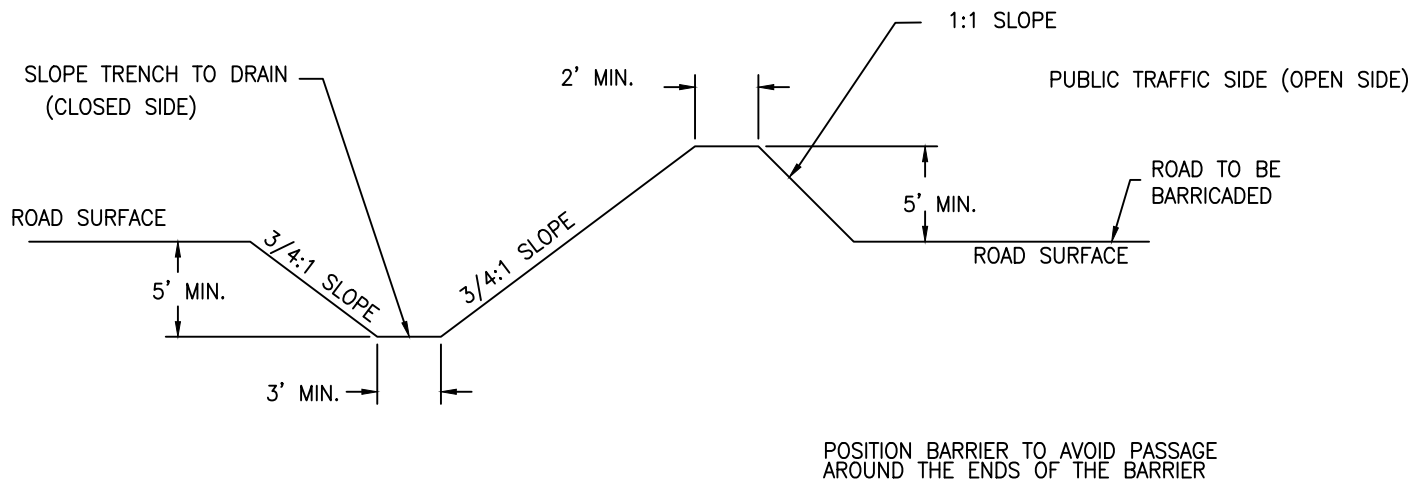 1:1 SLOPE
SLOPE TRENCH TO DRAIN
(CLOSED SIDE)
2' MIN.
PUBLIC TRAFFIC SIDE (OPEN SIDE)
ROAD TO BE
BARRICADED
ROAD SURFACE
3/4:1 SLOPE
3/4:1 SLOPE
5' MIN.
ROAD SURFACE
5' MIN.
3' MIN.
POSITION BARRIER TO AVOID PASSAGE
AROUND THE ENDS OF THE BARRIER